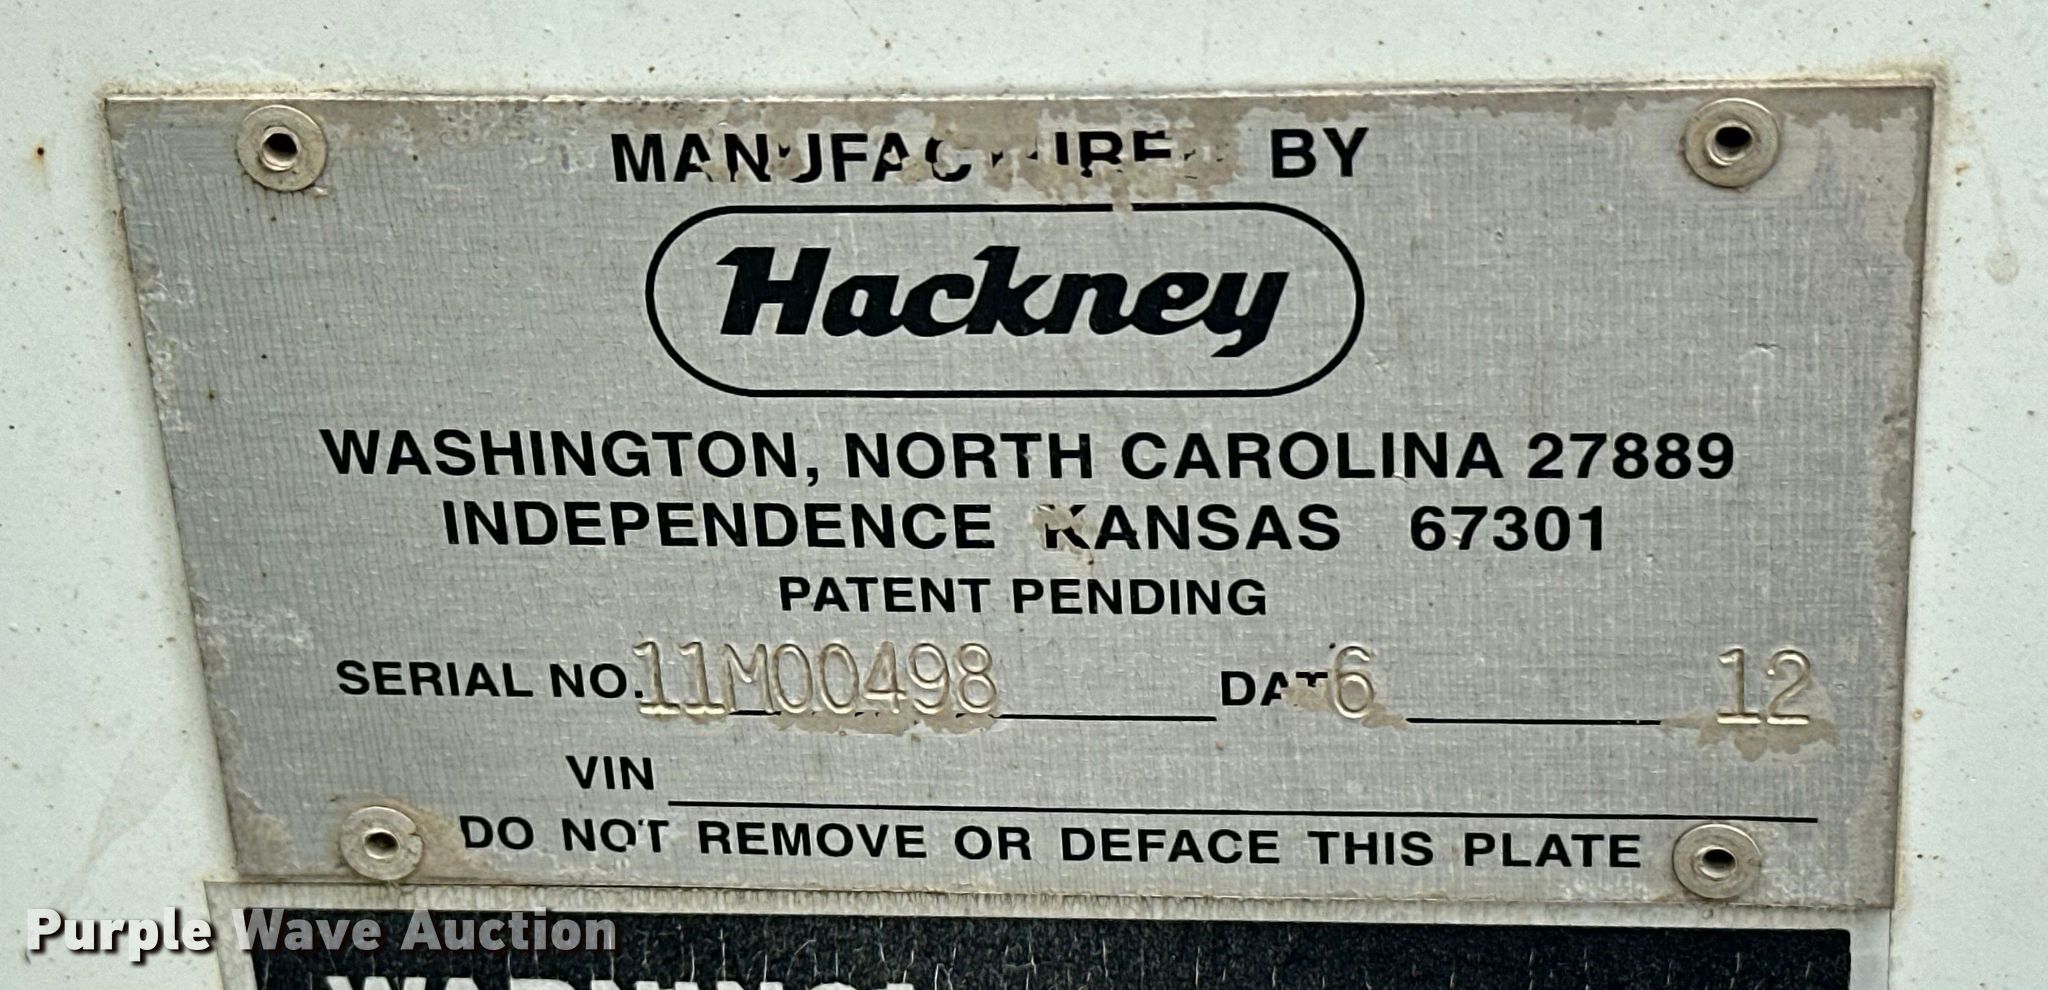 MANUFACTURED BY
Hackney
WASHINGTON, NORTH CAROLINA 27889
INDEPENDENCE KANSAS 67301
PATENT PENDING
SERIAL NO. 11M00498 DATE 6 12
VIN
DO NOT REMOVE OR DEFACE THIS PLATE
Purple Wave Auction
WARNING!